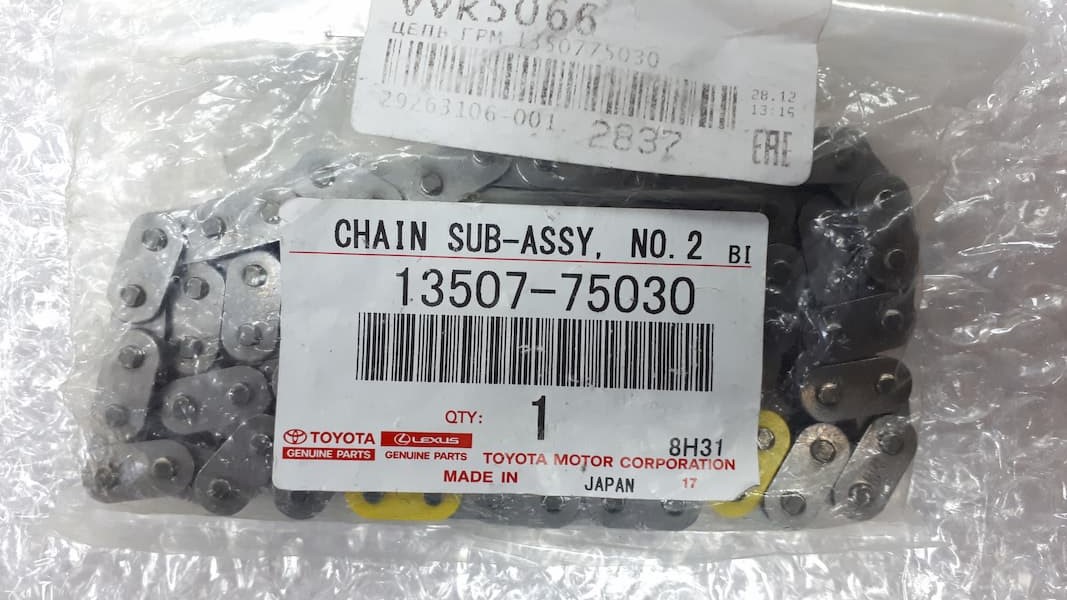 VVK5066
ЦЕПЬ ГРМ 1350775030
29263106-001
2837
28.12
13:15
EAC
CHAIN SUB-ASSY, NO.2 BI
13507-75030
QTY: 1
TOYOTA
GENUINE PARTS
LEXUS
GENUINE PARTS
8H31
TOYOTA MOTOR CORPORATION
MADE IN JAPAN 17